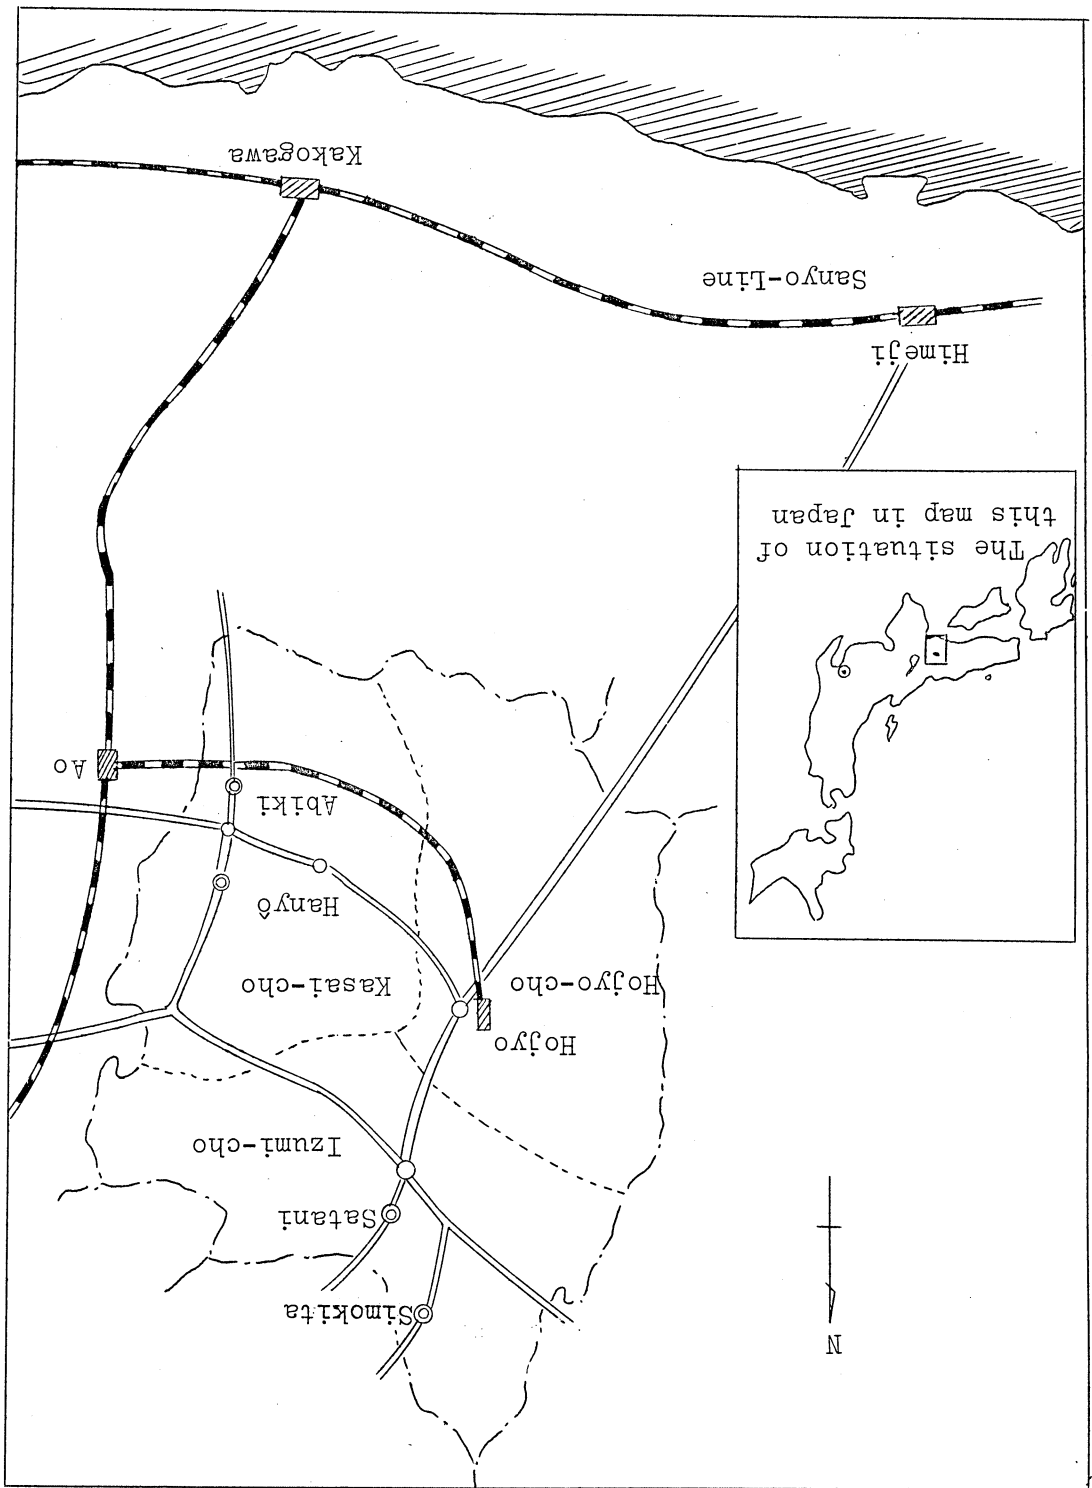 N
Simokita
Satani
Izumi-cho
Hojyo
Hojyo-cho
Kasai-cho
Hanyô
Abiki
Ao
The situation of
this map in Japan
Himeji
Sanyo-Line
Kakogawa